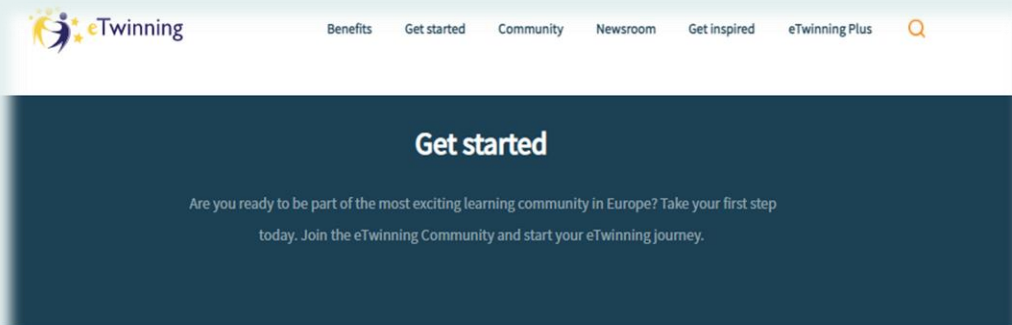 eTwinning
Benefits Get started Community Newsroom Get inspired eTwinning Plus
Get started
Are you ready to be part of the most exciting learning community in Europe? Take your first step
today. Join the eTwinning Community and start your eTwinning journey.